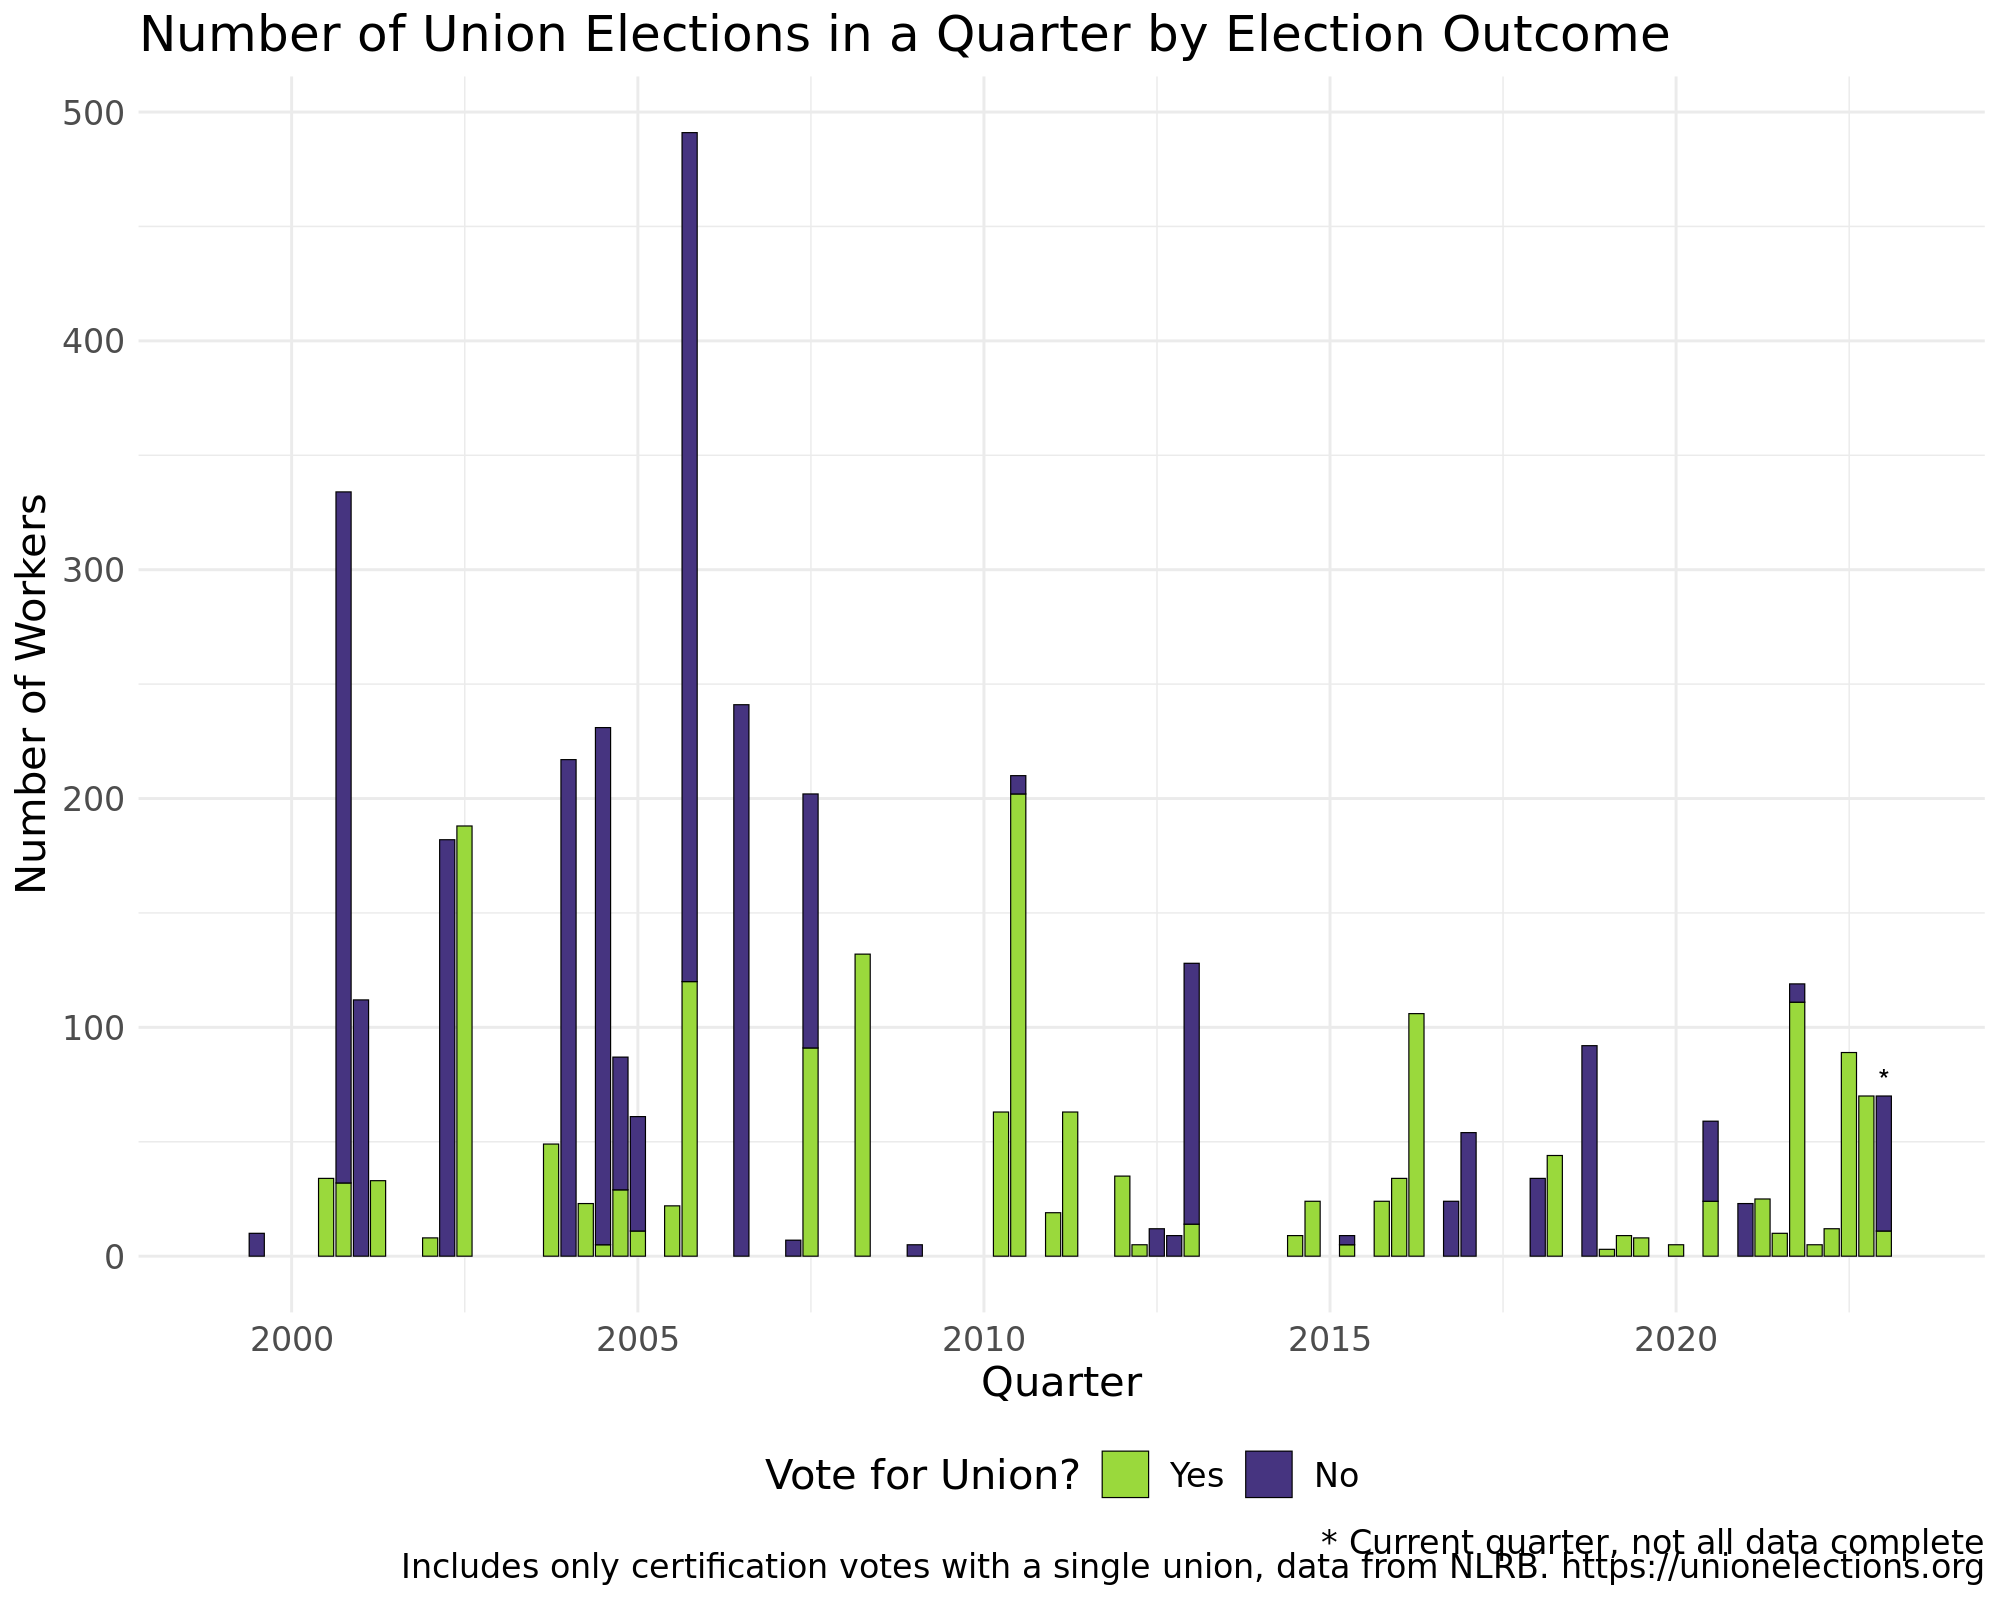 Number of Union Elections in a Quarter by Election Outcome
500
400
300
200
100
0
Number of Workers
*
2000 2005 2010 2015 2020
Quarter
Vote for Union? Yes No
* Current quarter, not all data complete
Includes only certification votes with a single union, data from NLRB. https://unionelections.org